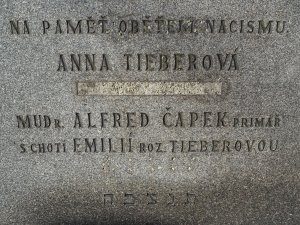 NA PAMĚŤ OBĚTEM NACISMU
ANNA TIEBEROVÁ
MUDr. ALFRED ČAPEK PRIMÁŘ
S CHOTÍ EMILIÍ ROZ. TIEBEROVOU
תנצבה